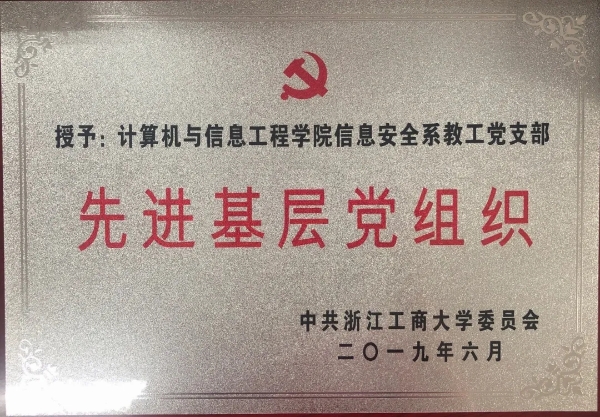 授予：计算机与信息工程学院信息安全系教工党支部
先进基层党组织
中共浙江工商大学委员会
二〇一九年六月